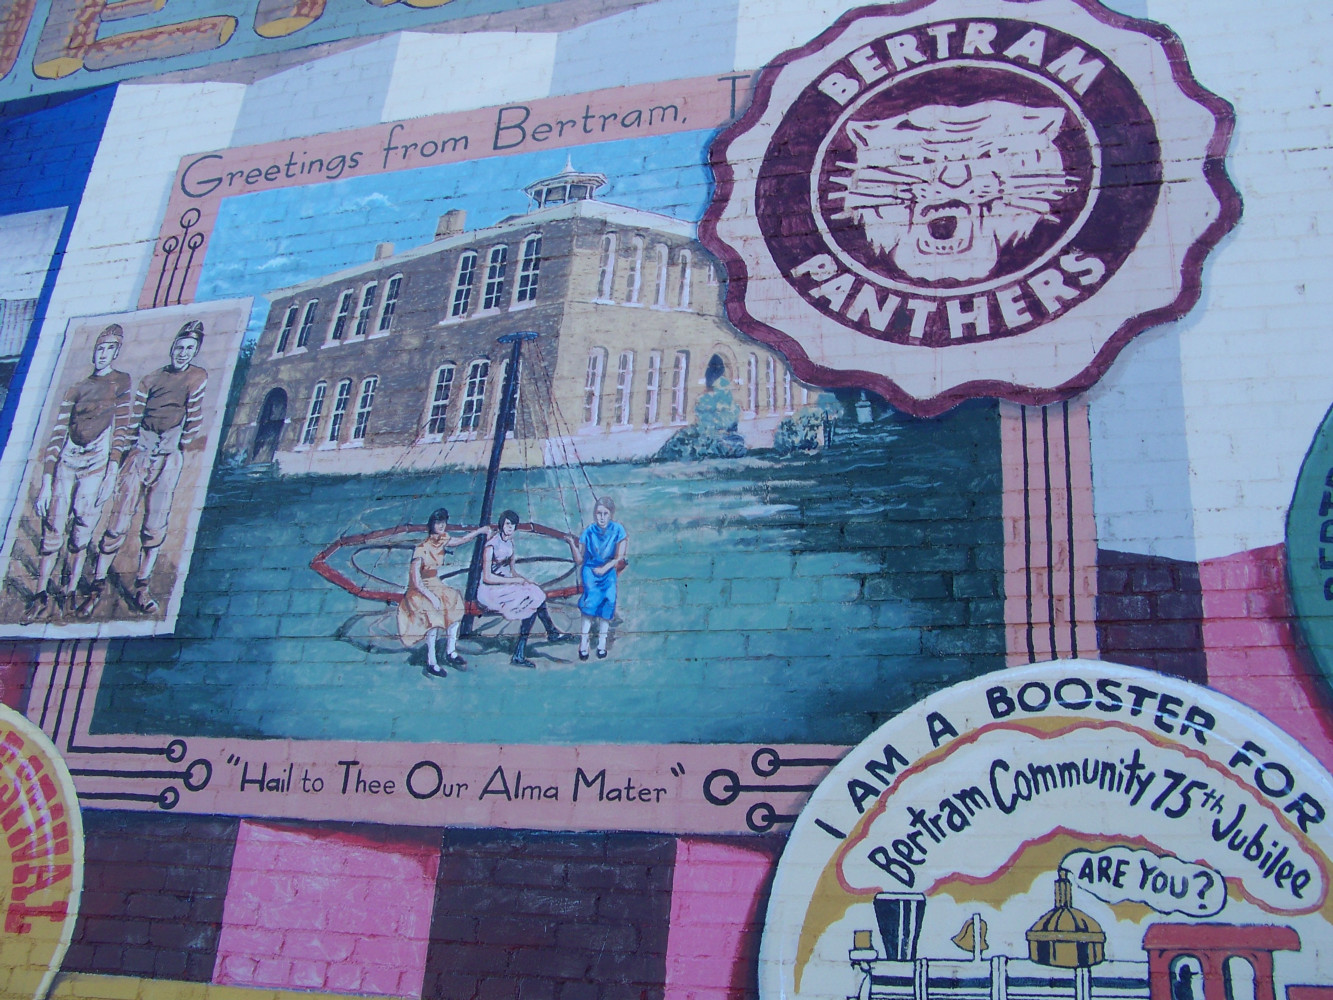 Greetings from Bertram, T
BERTRAM
PANTHERS
"Hail to Thee Our Alma Mater"
I AM A BOOSTER FOR
Bertram Community 75th Jubilee
ARE YOU?